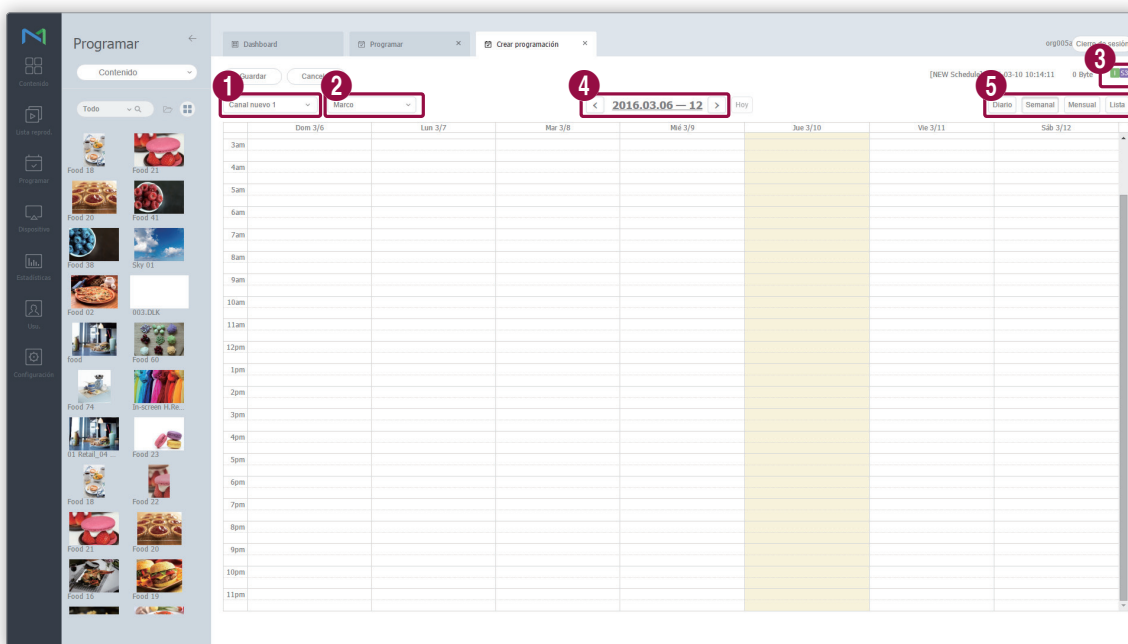 Programar
←
Contenido
Todo
Contenido
Lista reprod.
Programar
Dispositivo
Estadísticas
Configuración
Food 18 Food 21
Food 20 Food 41
Food 38 Sky 01
Food 02 003.DLK
food Food 60
Food 74 In-screen H.Re...
01 Retail_04 ... Food 23
Food 18 Food 22
Food 21 Food 20
Food 16 Food 19
Dashboard Programar × Crear programación ×
org005a Cierre de sesión
Guardar
[NEW Schedule] 03-10 10:14:11 0 Byte
1 2 3 4 5
Canal nuevo 1 Marco < 2016.03.06 — 12 > Hoy Diario Semanal Mensual Lista
Dom 3/6 Lun 3/7 Mar 3/8 Mié 3/9 Jue 3/10 Vie 3/11 Sáb 3/12
3am
4am
5am
6am
7am
8am
9am
10am
11am
12pm
1pm
2pm
3pm
4pm
5pm
6pm
7pm
8pm
9pm
10pm
11pm